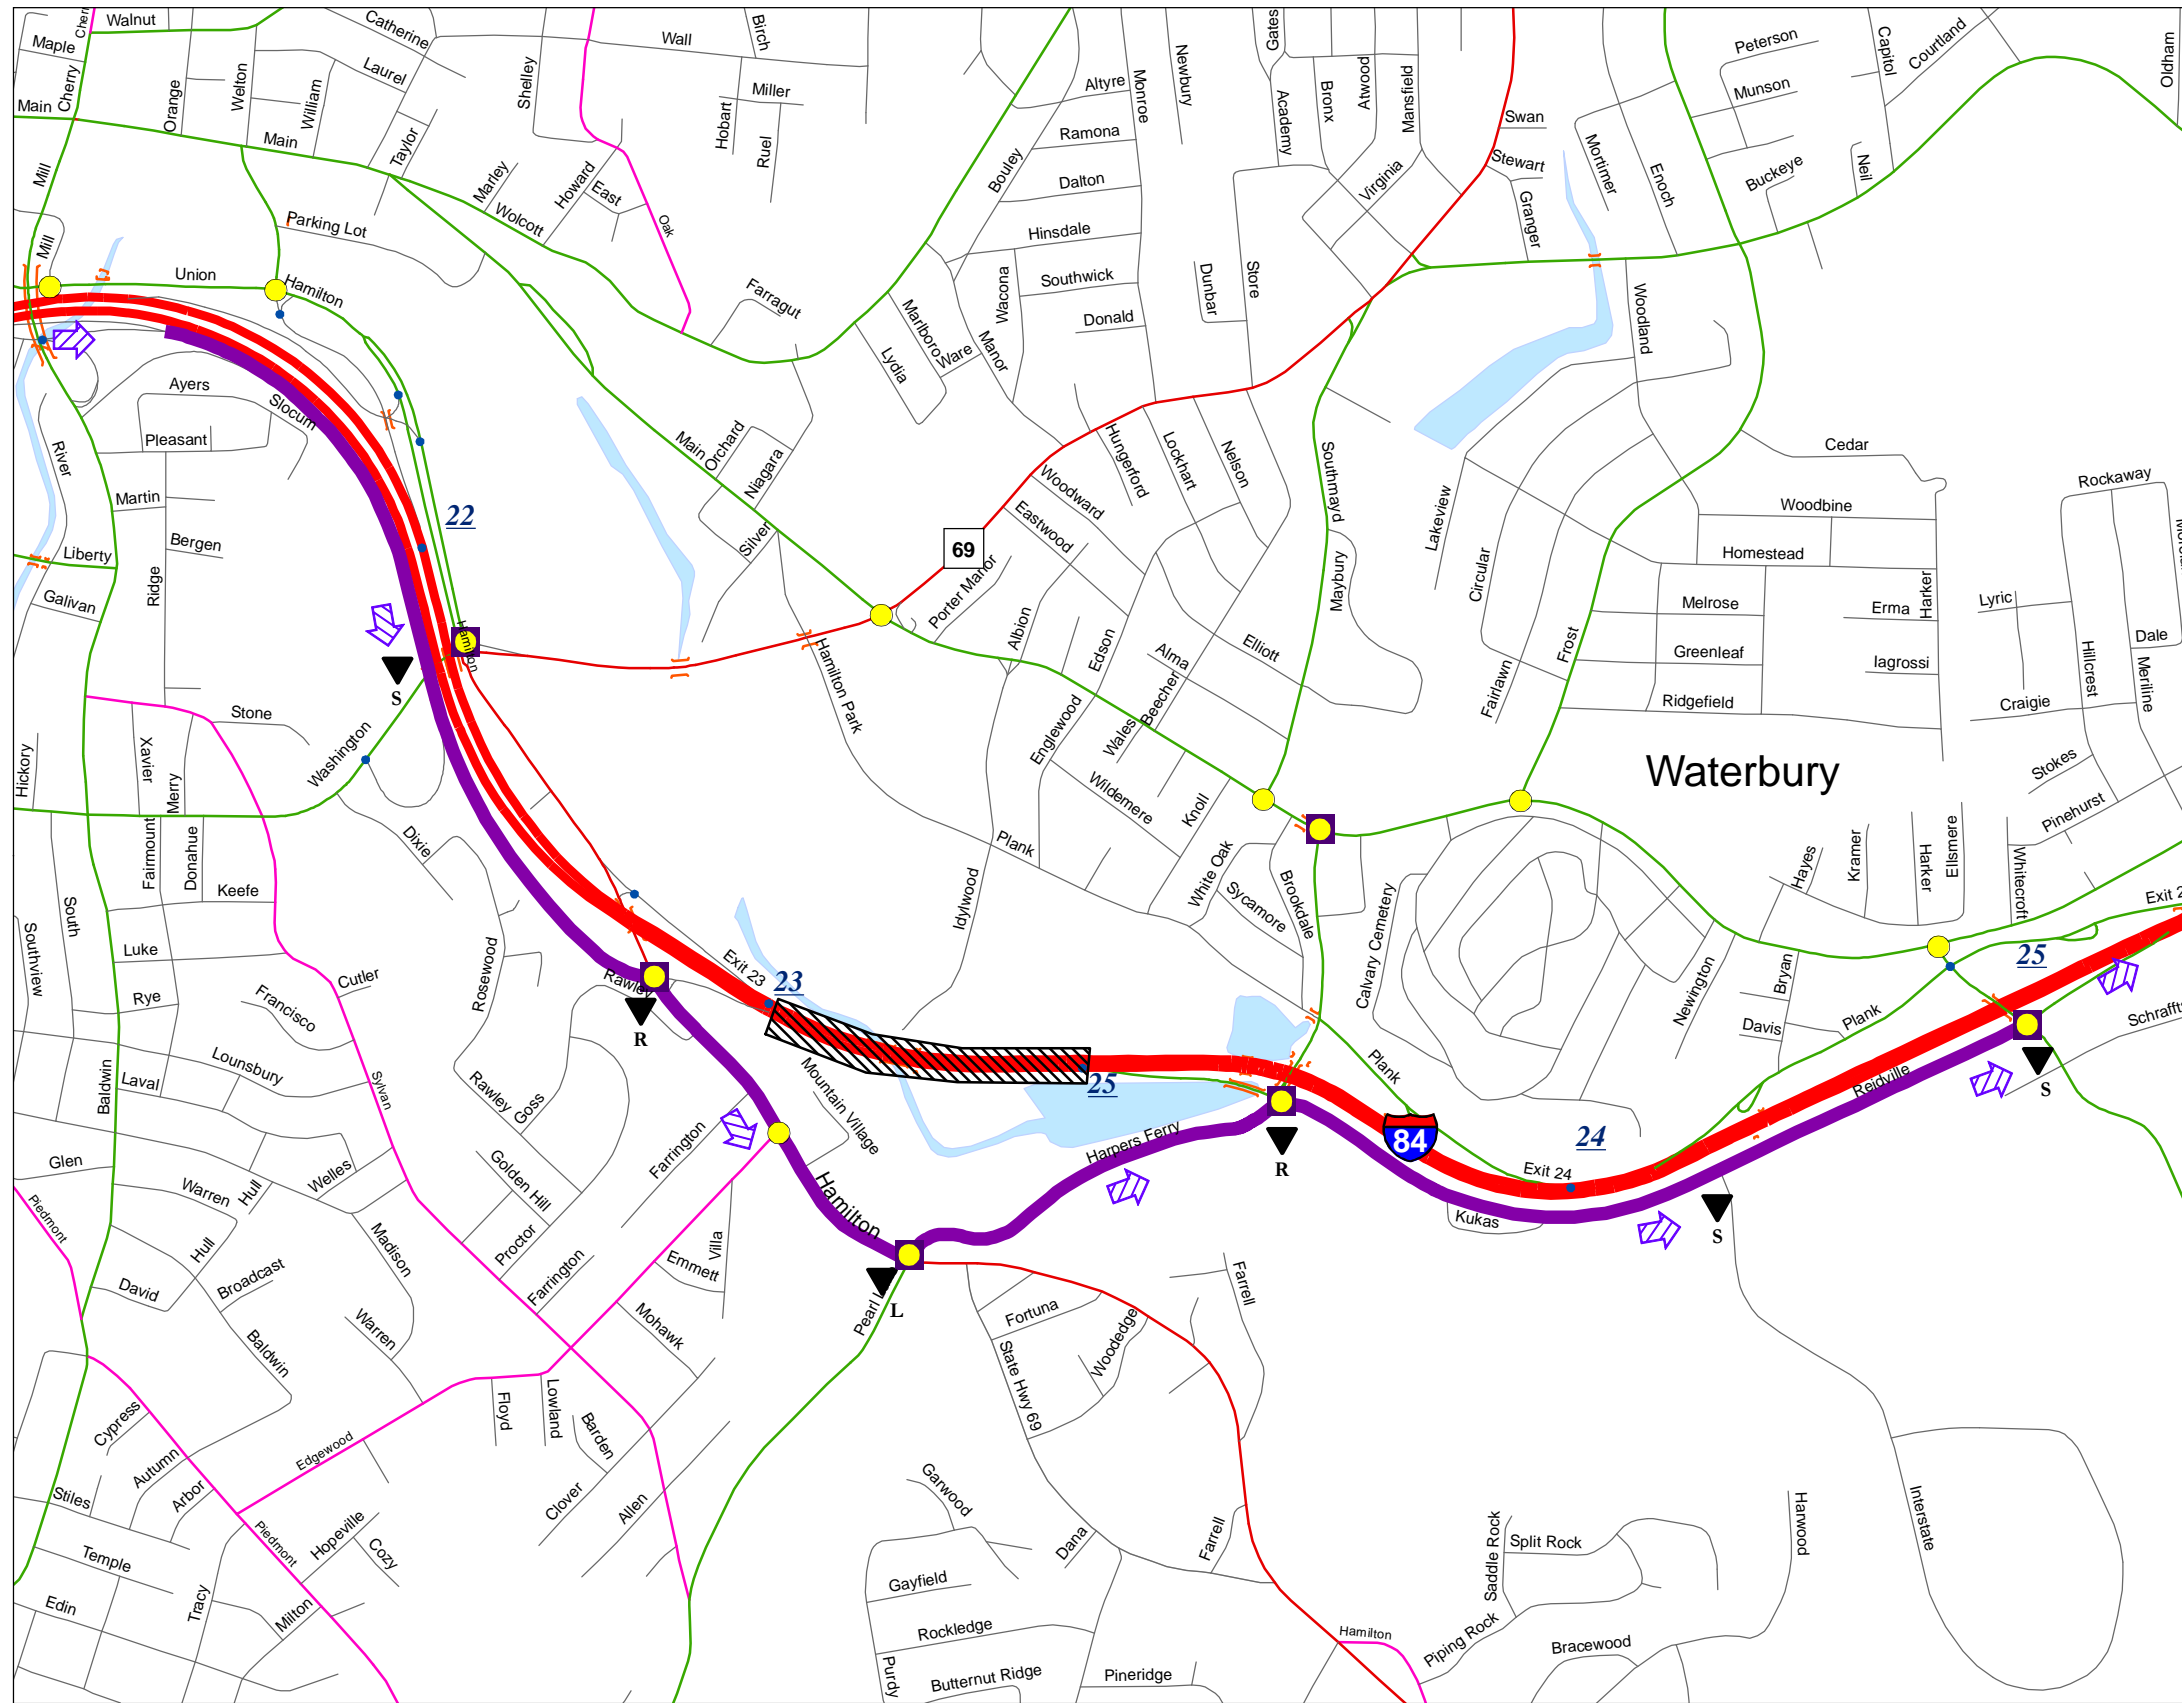 Walnut
Cher
Catherine
Wall
Birch
Gates
Peterson
Capitol
Courtland
Oldham
Maple
Cherry
Laurel
Orange
Welton
William
Shelley
Miller
Hobart
Ruel
Altyre
Monroe
Newbury
Academy
Bronx
Atwood
Mansfield
Munson
Main
Main
Taylor
Ramona
Swan
Stewart
Mortimer
Enoch
Buckeye
Neil
Mill
Marley
Howard
East
Oak
Wolcott
Bouley
Dalton
Virginia
Granger
Parking Lot
Hinsdale
Mill
Union
Hamilton
Farragut
Southwick
Wacona
Dunbar
Store
Woodland
Marlboro
Ware
Manor
Donald
Lydia
Ayers
Slocum
Pleasant
River
Main
Orchard
Niagara
Silver
Hungerford
Lockhart
Nelson
Southmayd
Cedar
Rockaway
Martin
Bergen
22
Woodward
Eastwood
Lakeview
Woodbine
Homestead
Liberty
Galivan
Ridge
69
Porter Manor
Maybury
Circular
Melrose
Erma
Harker
Lyric
Dale
Hamilton
S
Hamilton Park
Albion
Edson
Alma
Elliott
Frost
Greenleaf
Iagrossi
Hillcrest
Meriline
Fairlawn
Ridgefield
Craigie
Stone
Xavier
Merry
Hickory
Washington
Englewood
Wales
Beecher
Waterbury
Stokes
Pinehurst
Wildemere
Knoll
Dixie
Plank
White Oak
Sycamore
Brookdale
Calvary Cemetery
Hayes
Kramer
Harker
Ellsmere
Whitecroft
Fairmount
Donahue
Keefe
South
Southview
Luke
Rye
Francisco
Cutler
Rosewood
Idylwood
Rawley
Exit 23
23
R
Newington
Bryan
Davis
Plank
Exit 2
25
Schrafft
Lounsbury
Laval
Baldwin
Sylvan
Rawley
Goss
Mountain Village
25
Plank
Reidville
S
Farrington
Harpers Ferry
84
24
Exit 24
R
Glen
Piedmont
Warren
Hull
Welles
Golden Hill
Proctor
Hamilton
Kukas
S
Hull
Madison
David
Broadcast
Farrington
Emmett
Villa
Pearl L
L
Farrell
Baldwin
Warren
Mohawk
Fortuna
Woodedge
State Hwy 69
Cypress
Edgewood
Floyd
Lowland
Barden
Autumn
Arbor
Stiles
Clover
Allen
Garwood
Dana
Farrell
Saddle Rock
Split Rock
Harwood
Interstate
Piedmont
Hopeville
Cozy
Temple
Gayfield
Edin
Tracy
Milton
Rockledge
Hamilton
Piping Rock
Bracewood
Purdy
Butternut Ridge
Pineridge